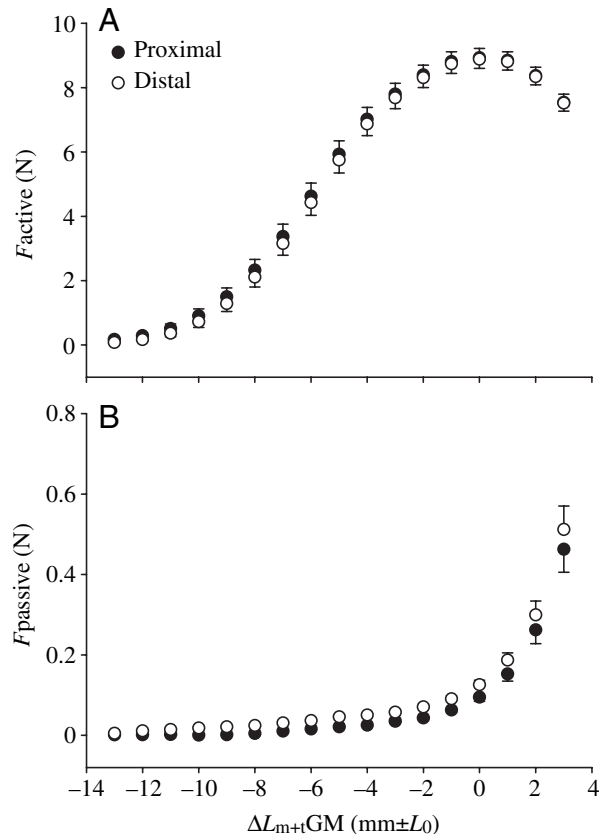 A
10
Proximal
Distal
8
6
4
2
0
Factive (N)
B
0.8
0.6
0.4
0.2
0
Fpassive (N)
−14 −12 −10 −8 −6 −4 −2 0 2 4
ΔLm+tGM (mm±L0)